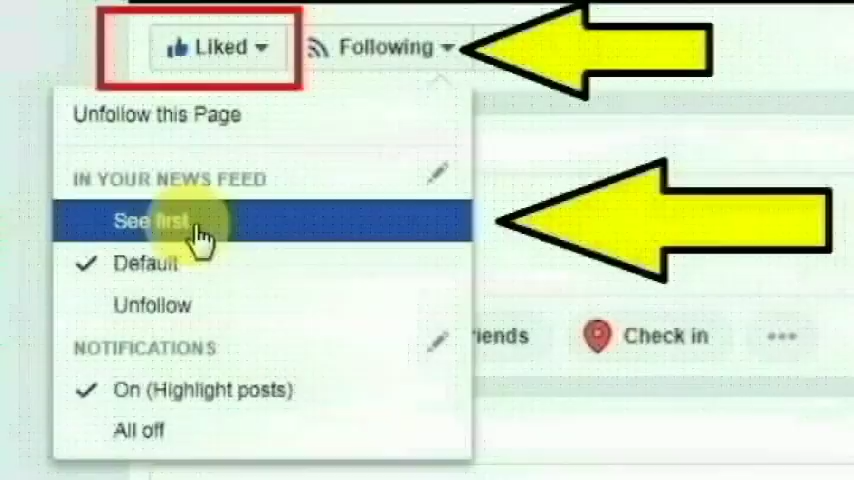 Liked Following
Unfollow this Page
IN YOUR NEWS FEED
See first
Default
Unfollow
riends Check in
NOTIFICATIONS
On (Highlight posts)
All off